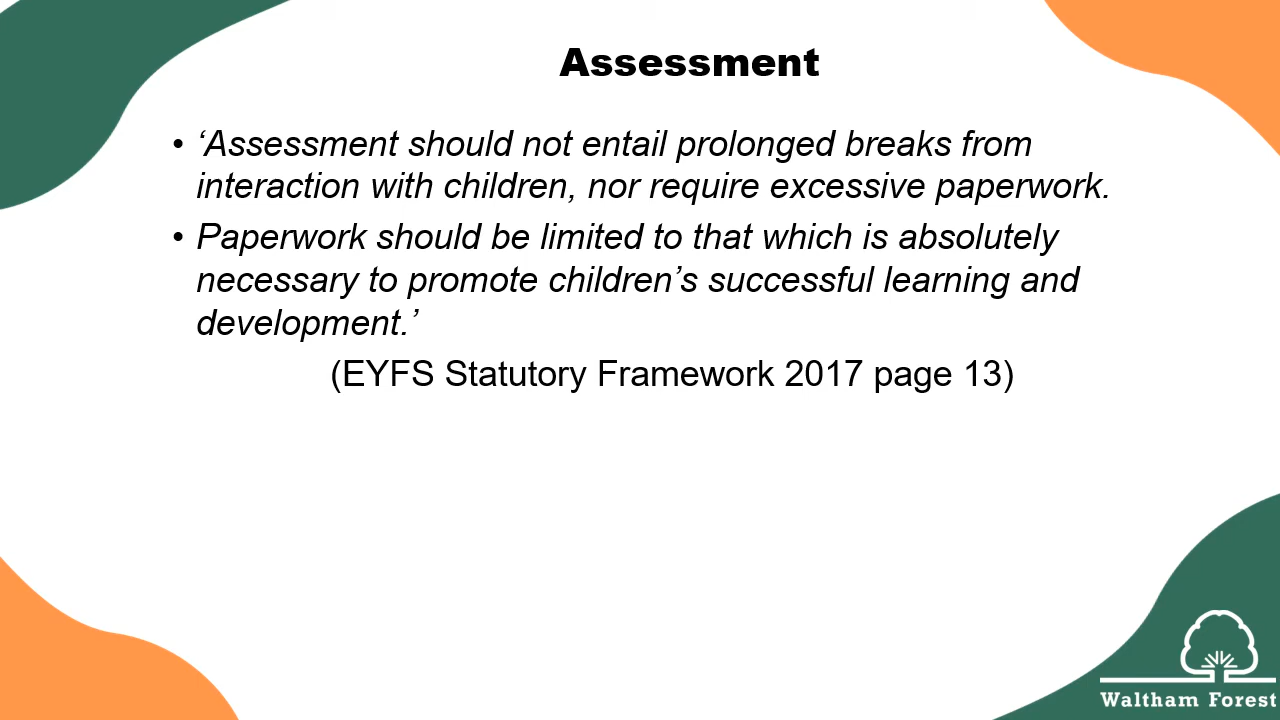 Assessment
• ‘Assessment should not entail prolonged breaks from
interaction with children, nor require excessive paperwork.
• Paperwork should be limited to that which is absolutely
necessary to promote children’s successful learning and
development.’
(EYFS Statutory Framework 2017 page 13)
Waltham Forest